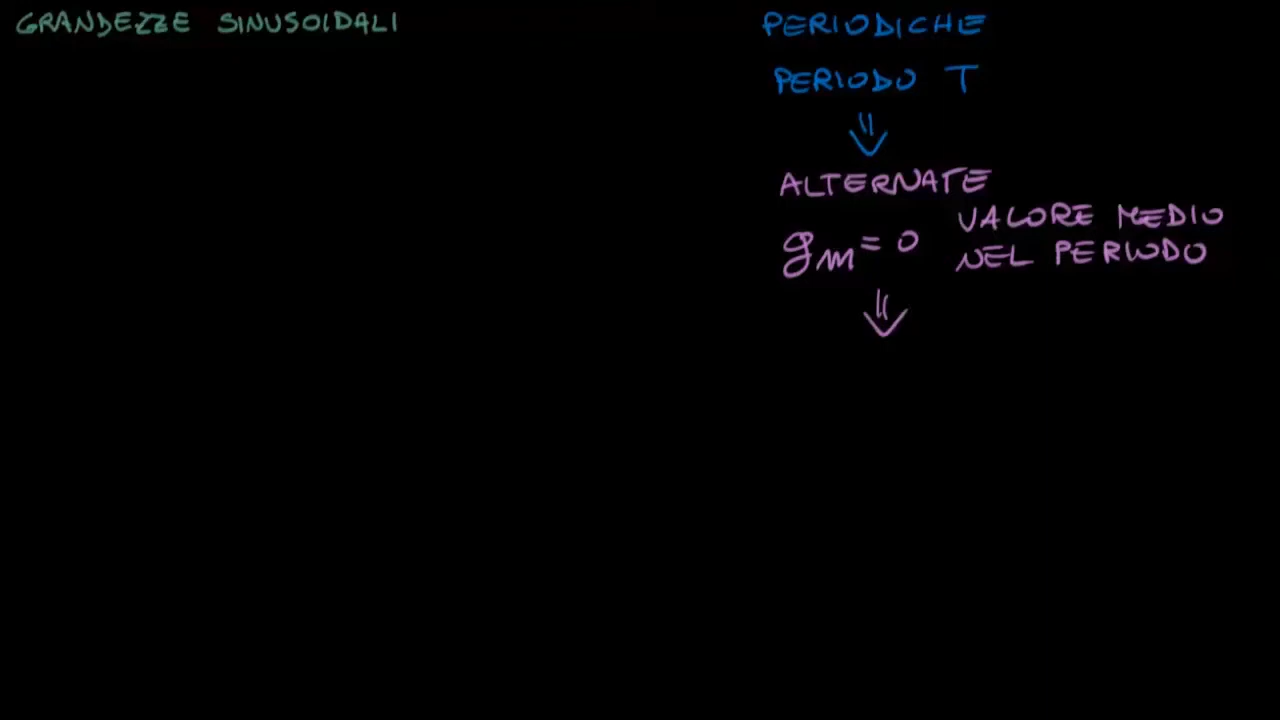 GRANDEZZE SINUSOIDALI
PERIODICHE
PERIODO T
⇓
ALTERNATE
gm = 0 VALORE MEDIO
NEL PERIODO
⇓